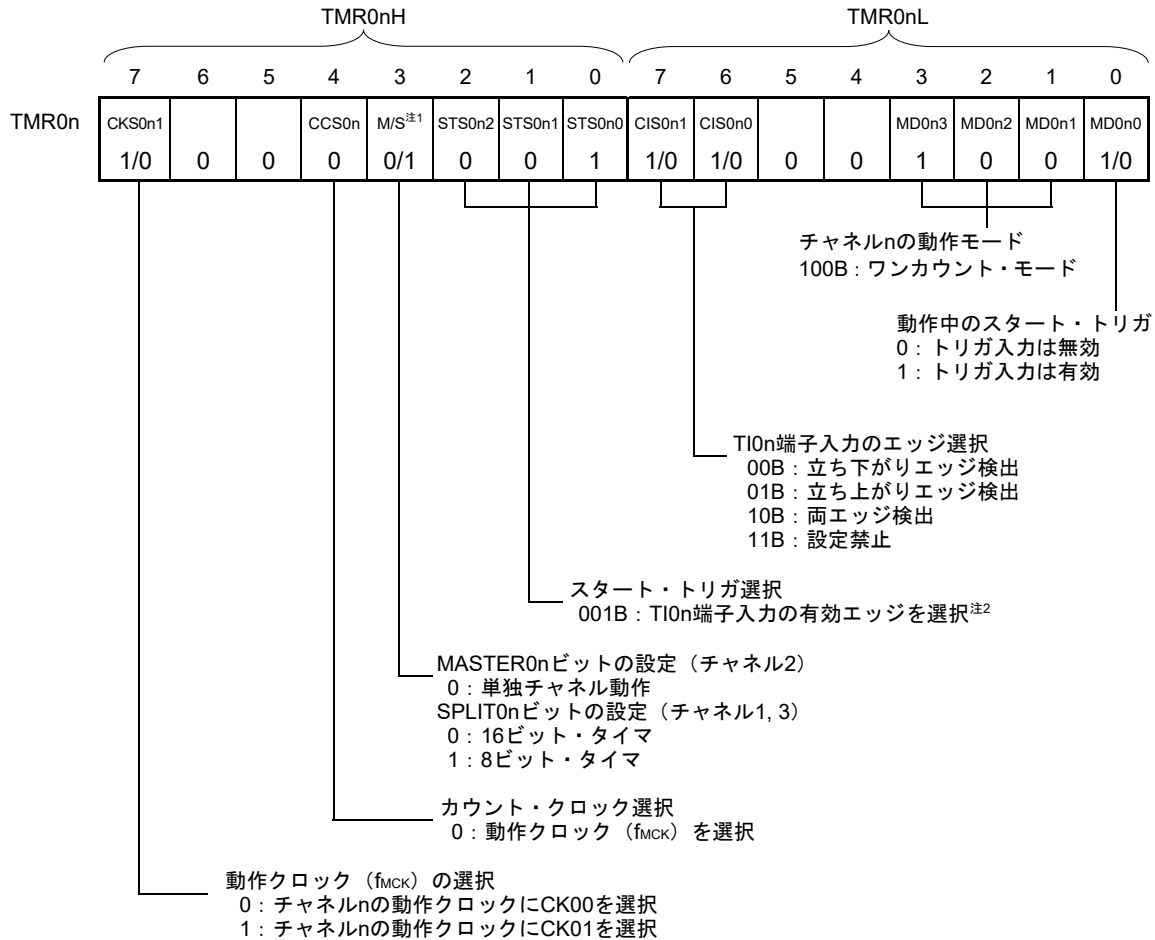 TMR0nH TMR0nL
7 6 5 4 3 2 1 0 7 6 5 4 3 2 1 0
TMR0n CKS0n1 CCS0n M/S注1 STS0n2 STS0n1 STS0n0 CIS0n1 CIS0n0 MD0n3 MD0n2 MD0n1 MD0n0
1/0 0 0 0 0/1 0 0 1 1/0 1/0 0 0 1 0 0 1/0
チャネルnの動作モード
100B:ワンカウント・モード
動作中のスタート・トリガ
0:トリガ入力は無効
1:トリガ入力は有効
TI0n端子入力のエッジ選択
00B:立ち下がりエッジ検出
01B:立ち上がりエッジ検出
10B:両エッジ検出
11B:設定禁止
スタート・トリガ選択
001B:TI0n端子入力の有効エッジを選択注2
MASTER0nビットの設定(チャネル2)
0:単独チャネル動作
SPLIT0nビットの設定(チャネル1, 3)
0:16ビット・タイマ
1:8ビット・タイマ
カウント・クロック選択
0:動作クロック(fMCK)を選択
動作クロック(fMCK)の選択
0:チャネルnの動作クロックにCK00を選択
1:チャネルnの動作クロックにCK01を選択